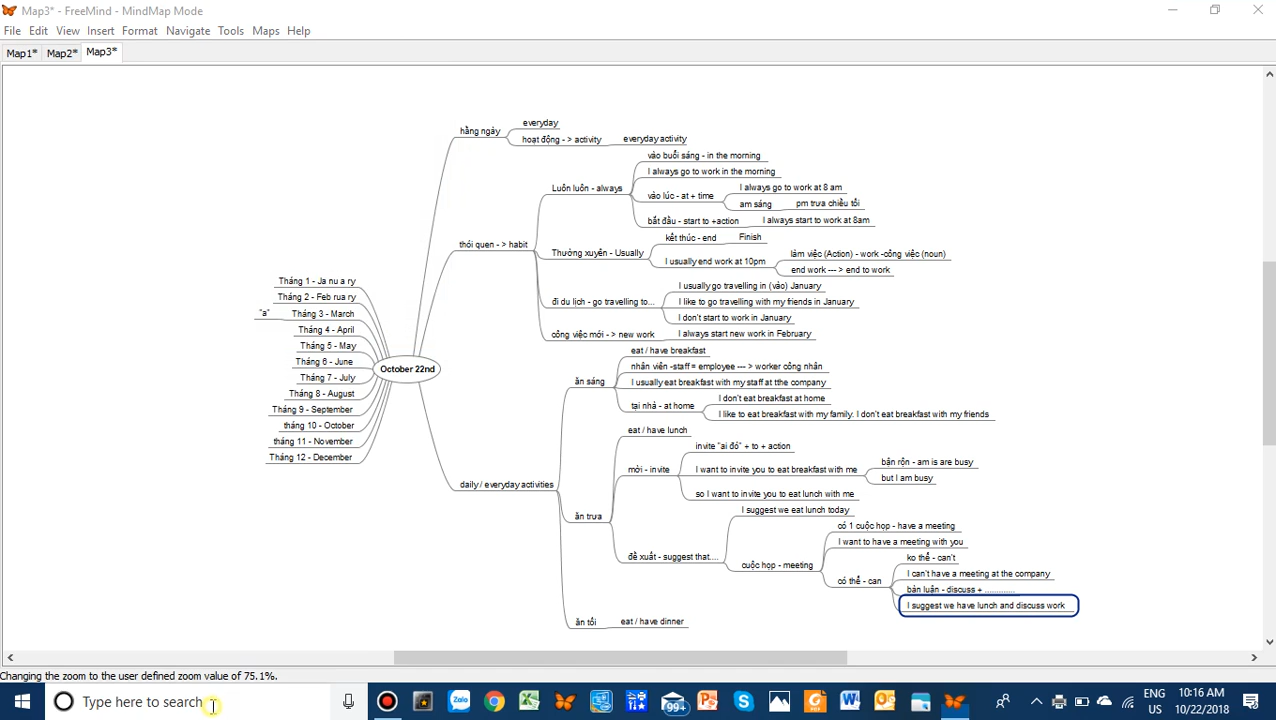 Map3* - FreeMind - MindMap Mode
File Edit View Insert Format Navigate Tools Maps Help
Map1* Map2* Map3*
October 22nd
Tháng 1 - Ja nu a ry
Tháng 2 - Feb rua ry
"a" Tháng 3 - March
Tháng 4 - April
Tháng 5 - May
Tháng 6 - June
Tháng 7 - July
Tháng 8 - August
Tháng 9 - September
tháng 10 - October
tháng 11 - November
Tháng 12 - December
hằng ngày
everyday
hoạt động - > activity everyday activity
thói quen - > habit
Luôn luôn - always
vào buổi sáng - in the morning
I always go to work in the morning
vào lúc - at + time
I always go to work at 8 am
am sáng pm trưa chiều tối
bắt đầu - start to +action I always start to work at 8am
Thường xuyên - Usually
kết thúc - end Finish
I usually end work at 10pm
làm việc (Action) - work -công việc (noun)
end work --- > end to work
đi du lịch - go travelling to...
I usually go travelling in (vào) January
I like to go travelling with my friends in January
I don't start to work in January
công việc mới - > new work I always start new work in February
daily / everyday activities
ăn sáng
eat / have breakfast
nhân viên -staff = employee --- > worker công nhân
I usually eat breakfast with my staff at tthe company
tại nhà - at home
I don't eat breakfast at home
I like to eat breakfast with my family. I don't eat breakfast with my friends
ăn trưa
eat / have lunch
mời - invite
invite "ai đó" + to + action
I want to invite you to eat breakfast with me
bận rộn - am is are busy
but I am busy
so I want to invite you to eat lunch with me
đề xuất - suggest that....
I suggest we eat lunch today
cuộc họp - meeting
có 1 cuộc họp - have a meeting
I want to have a meeting with you
có thể - can
ko thể - can't
I can't have a meeting at the company
bàn luận - discuss + .............
I suggest we have lunch and discuss work
ăn tối eat / have dinner
Changing the zoom to the user defined zoom value of 75.1%.
Type here to search
Zalo
99+
ENG
US
10:16 AM
10/22/2018